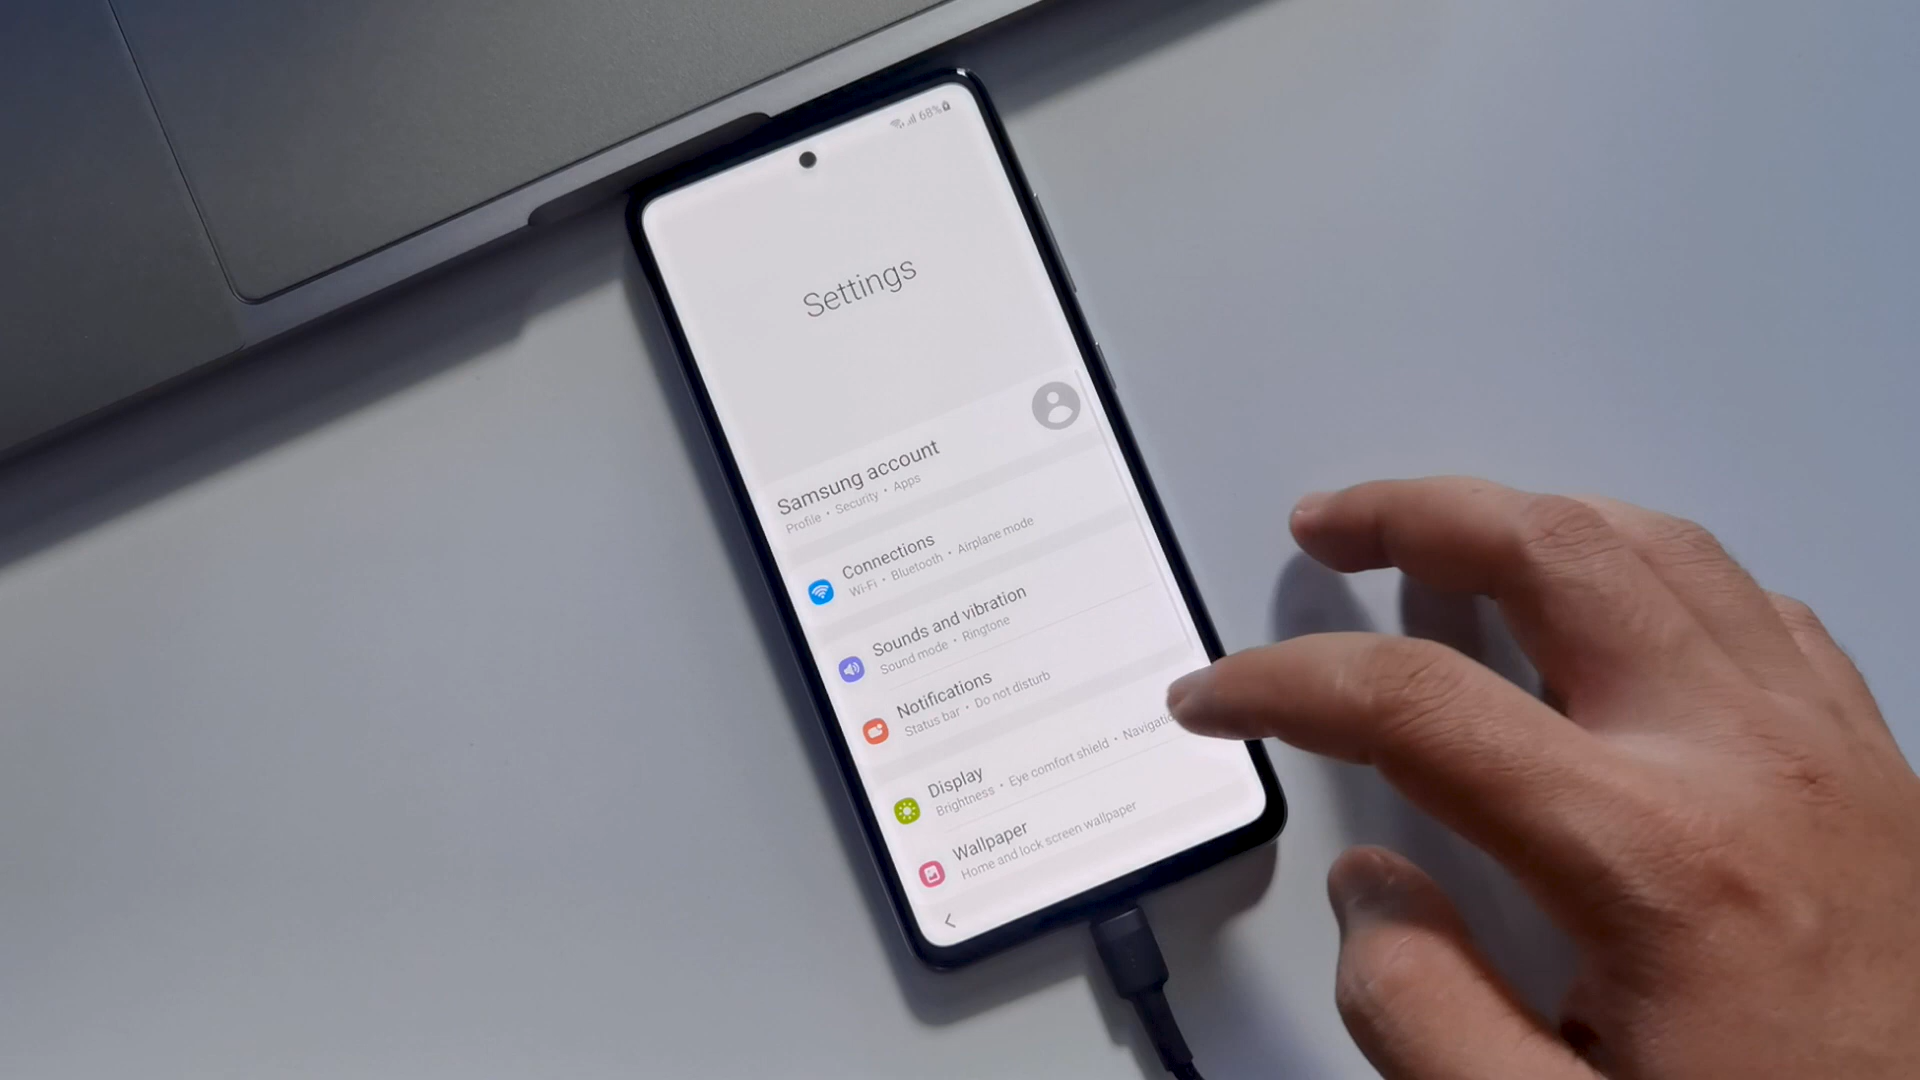 68%
Settings
Samsung account
Profile • Security • Apps
Connections
Wi-Fi • Bluetooth • Airplane mode
Sounds and vibration
Sound mode • Ringtone
Notifications
Status bar • Do not disturb
Display
Brightness • Eye comfort shield • Navigatio
Wallpaper
Home and lock screen wallpaper